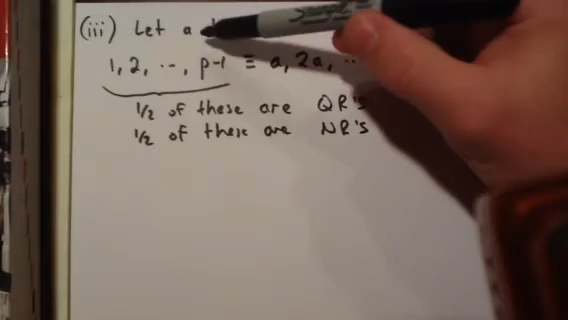 (iii) Let a
1, 2, ..., p-1 ≡ a, 2a, ..
1/2 of these are QR's
1/2 of these are NR's